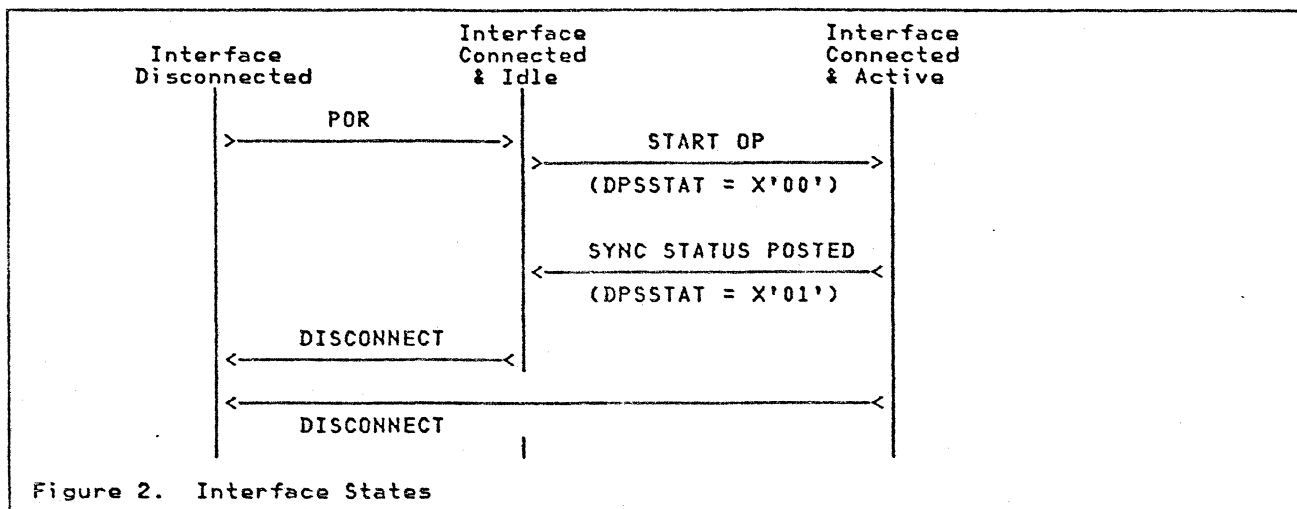 Interface
Disconnected
Interface
Connected
& Idle
Interface
Connected
& Active
POR
START OP
(DPSSTAT = X'00')
SYNC STATUS POSTED
(DPSSTAT = X'01')
DISCONNECT
DISCONNECT
Figure 2. Interface States